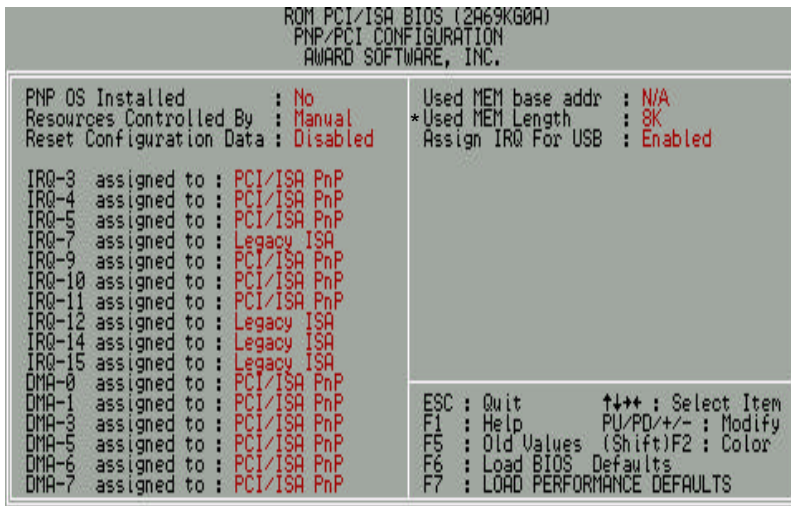 ROM PCI/ISA BIOS (2A69KG0A)
PNP/PCI CONFIGURATION
AWARD SOFTWARE, INC.
PNP OS Installed : No
Resources Controlled By : Manual
Reset Configuration Data : Disabled
IRQ-3 assigned to : PCI/ISA PnP
IRQ-4 assigned to : PCI/ISA PnP
IRQ-5 assigned to : PCI/ISA PnP
IRQ-7 assigned to : Legacy ISA
IRQ-9 assigned to : PCI/ISA PnP
IRQ-10 assigned to : PCI/ISA PnP
IRQ-11 assigned to : PCI/ISA PnP
IRQ-12 assigned to : Legacy ISA
IRQ-14 assigned to : Legacy ISA
IRQ-15 assigned to : Legacy ISA
DMA-0 assigned to : PCI/ISA PnP
DMA-1 assigned to : PCI/ISA PnP
DMA-3 assigned to : PCI/ISA PnP
DMA-5 assigned to : PCI/ISA PnP
DMA-6 assigned to : PCI/ISA PnP
DMA-7 assigned to : PCI/ISA PnP
Used MEM base addr : N/A
*Used MEM Length : 8K
Assign IRQ For USB : Enabled
ESC : Quit ↑↓→← : Select Item
F1 : Help PU/PD/+/- : Modify
F5 : Old Values (Shift)F2 : Color
F6 : Load BIOS Defaults
F7 : LOAD PERFORMANCE DEFAULTS